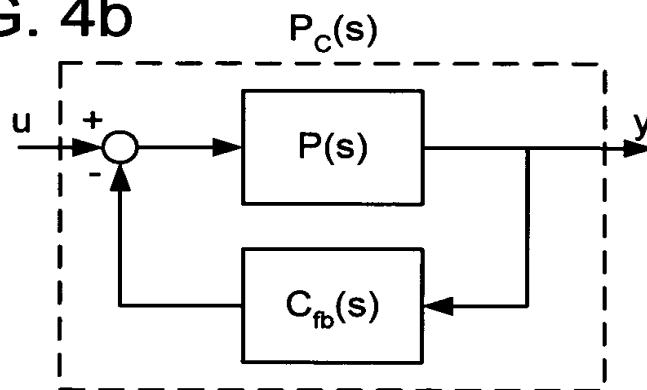 G. 4b
P_C(s)
u
+
y
P(s)
-
C_fb(s)